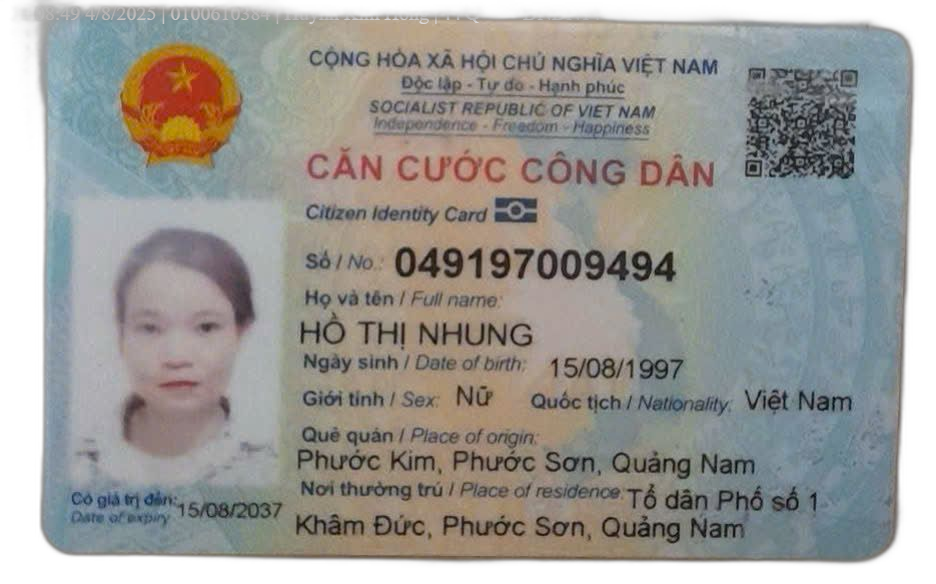 8:49 4/8/2025 | 0100610384 |
CỘNG HÒA XÃ HỘI CHỦ NGHĨA VIỆT NAM
Độc lập - Tự do - Hạnh phúc
SOCIALIST REPUBLIC OF VIET NAM
Independence - Freedom - Happiness
CĂN CƯỚC CÔNG DÂN
Citizen Identity Card
Số / No.: 049197009494
Họ và tên / Full name:
HỒ THỊ NHUNG
Ngày sinh / Date of birth: 15/08/1997
Giới tính / Sex: Nữ Quốc tịch / Nationality: Việt Nam
Quê quán / Place of origin:
Phước Kim, Phước Sơn, Quảng Nam
Nơi thường trú / Place of residence: Tổ dân Phố số 1
Khâm Đức, Phước Sơn, Quảng Nam
Có giá trị đến: 15/08/2037
Date of expiry